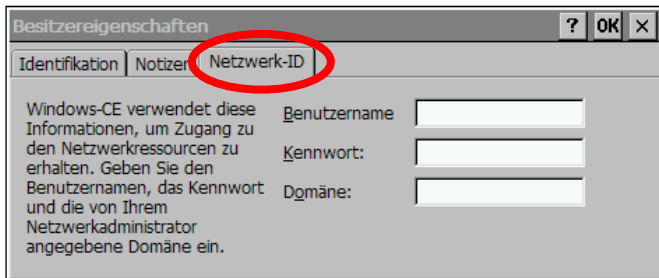 Besitzereigenschaften ? OK ×
Identifikation Notizen Netzwerk-ID
Windows-CE verwendet diese
Informationen, um Zugang zu
den Netzwerkressourcen zu
erhalten. Geben Sie den
Benutzernamen, das Kennwort
und die von Ihrem
Netzwerkadministrator
angegebene Domäne ein.
Benutzername
Kennwort:
Domäne: